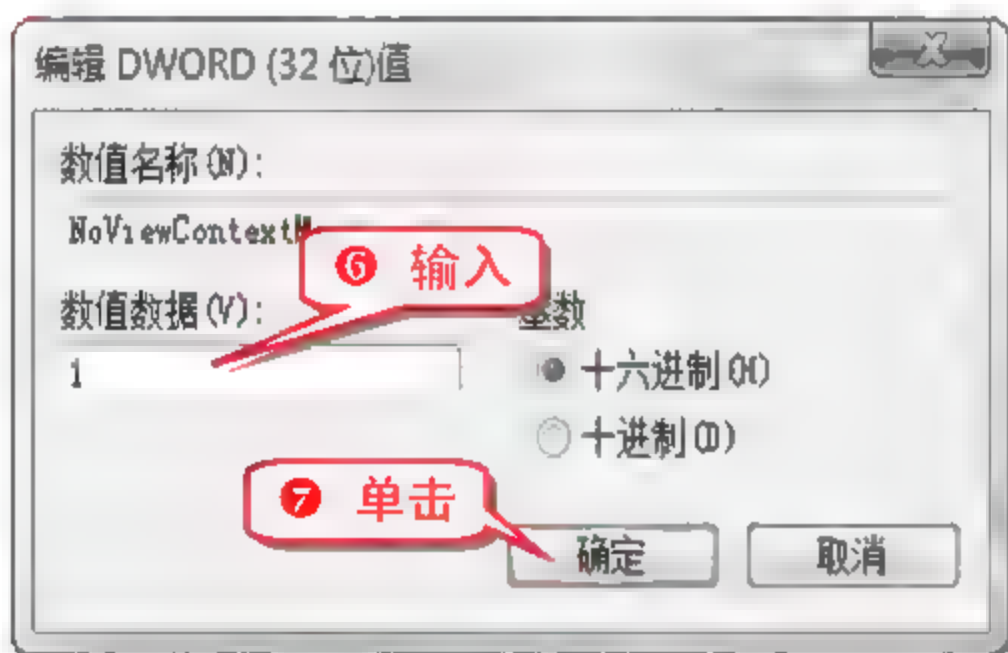 编辑 DWORD (32 位)值
数值名称(N):
NoViewContextM
❻ 输入
数值数据(V):
基数
1
十六进制(H)
十进制(D)
❼ 单击
确定
取消